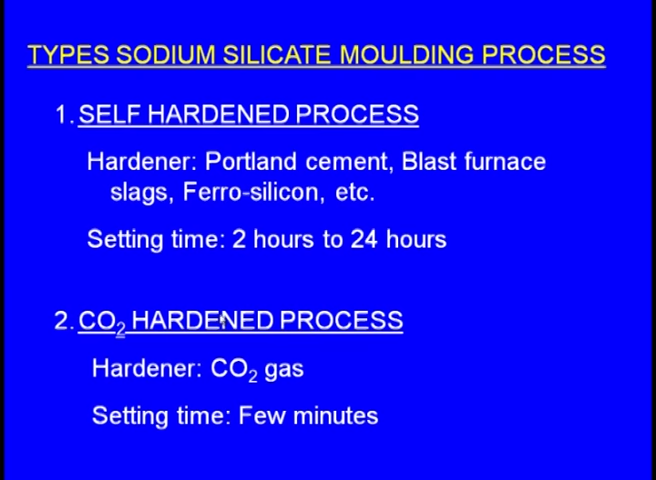 TYPES SODIUM SILICATE MOULDING PROCESS
1. SELF HARDENED PROCESS
Hardener: Portland cement, Blast furnace
slags, Ferro-silicon, etc.
Setting time: 2 hours to 24 hours
2. CO₂ HARDENED PROCESS
Hardener: CO₂ gas
Setting time: Few minutes